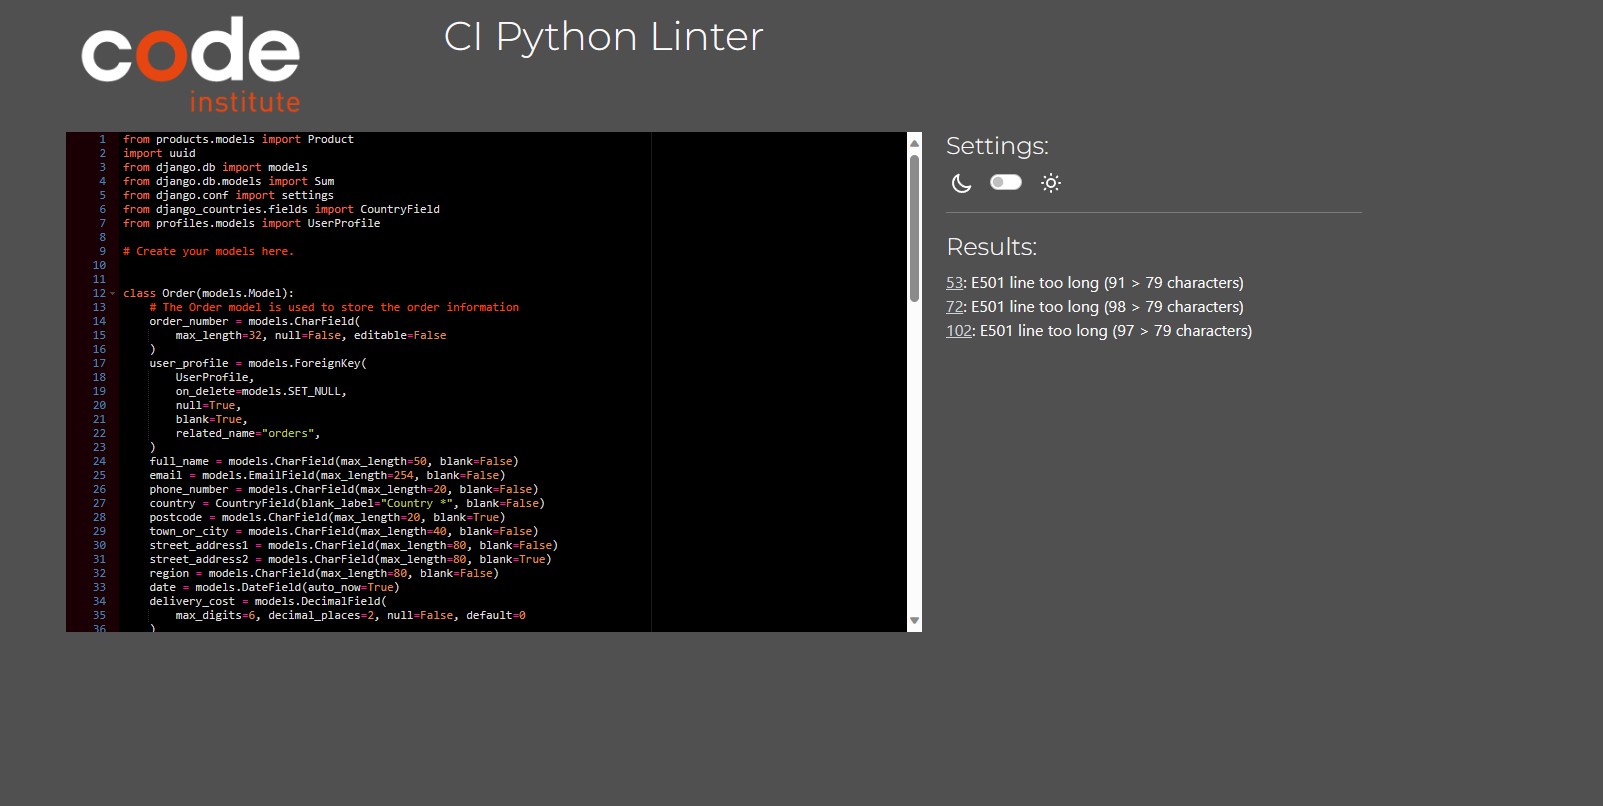 code
institute
CI Python Linter
1 from products.models import Product
2 import uuid
3 from django.db import models
4 from django.db.models import Sum
5 from django.conf import settings
6 from django_countries.fields import CountryField
7 from profiles.models import UserProfile
8
9 # Create your models here.
10
11
12 class Order(models.Model):
13     # The Order model is used to store the order information
14     order_number = models.CharField(
15         max_length=32, null=False, editable=False
16     )
17     user_profile = models.ForeignKey(
18         UserProfile,
19         on_delete=models.SET_NULL,
20         null=True,
21         blank=True,
22         related_name="orders",
23     )
24     full_name = models.CharField(max_length=50, blank=False)
25     email = models.EmailField(max_length=254, blank=False)
26     phone_number = models.CharField(max_length=20, blank=False)
27     country = CountryField(blank_label="Country *", blank=False)
28     postcode = models.CharField(max_length=20, blank=True)
29     town_or_city = models.CharField(max_length=40, blank=False)
30     street_address1 = models.CharField(max_length=80, blank=False)
31     street_address2 = models.CharField(max_length=80, blank=True)
32     region = models.CharField(max_length=80, blank=False)
33     date = models.DateField(auto_now=True)
34     delivery_cost = models.DecimalField(
35         max_digits=6, decimal_places=2, null=False, default=0
36     )
Settings:
Results:
53: E501 line too long (91 > 79 characters)
72: E501 line too long (98 > 79 characters)
102: E501 line too long (97 > 79 characters)